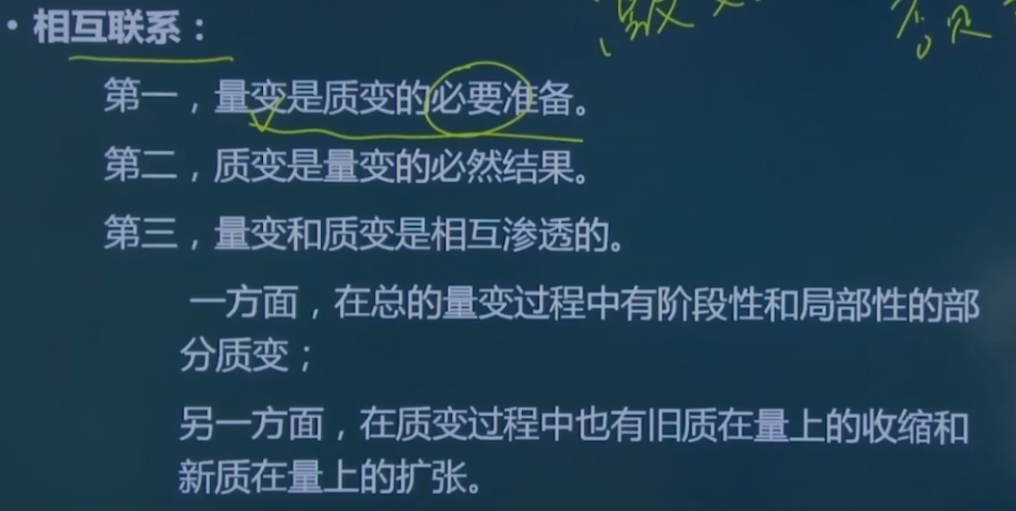 • 相互联系：
第一，量变是质变的必要准备。
第二，质变是量变的必然结果。
第三，量变和质变是相互渗透的。
一方面，在总的量变过程中有阶段性和局部性的部
分质变；
另一方面，在质变过程中也有旧质在量上的收缩和
新质在量上的扩张。